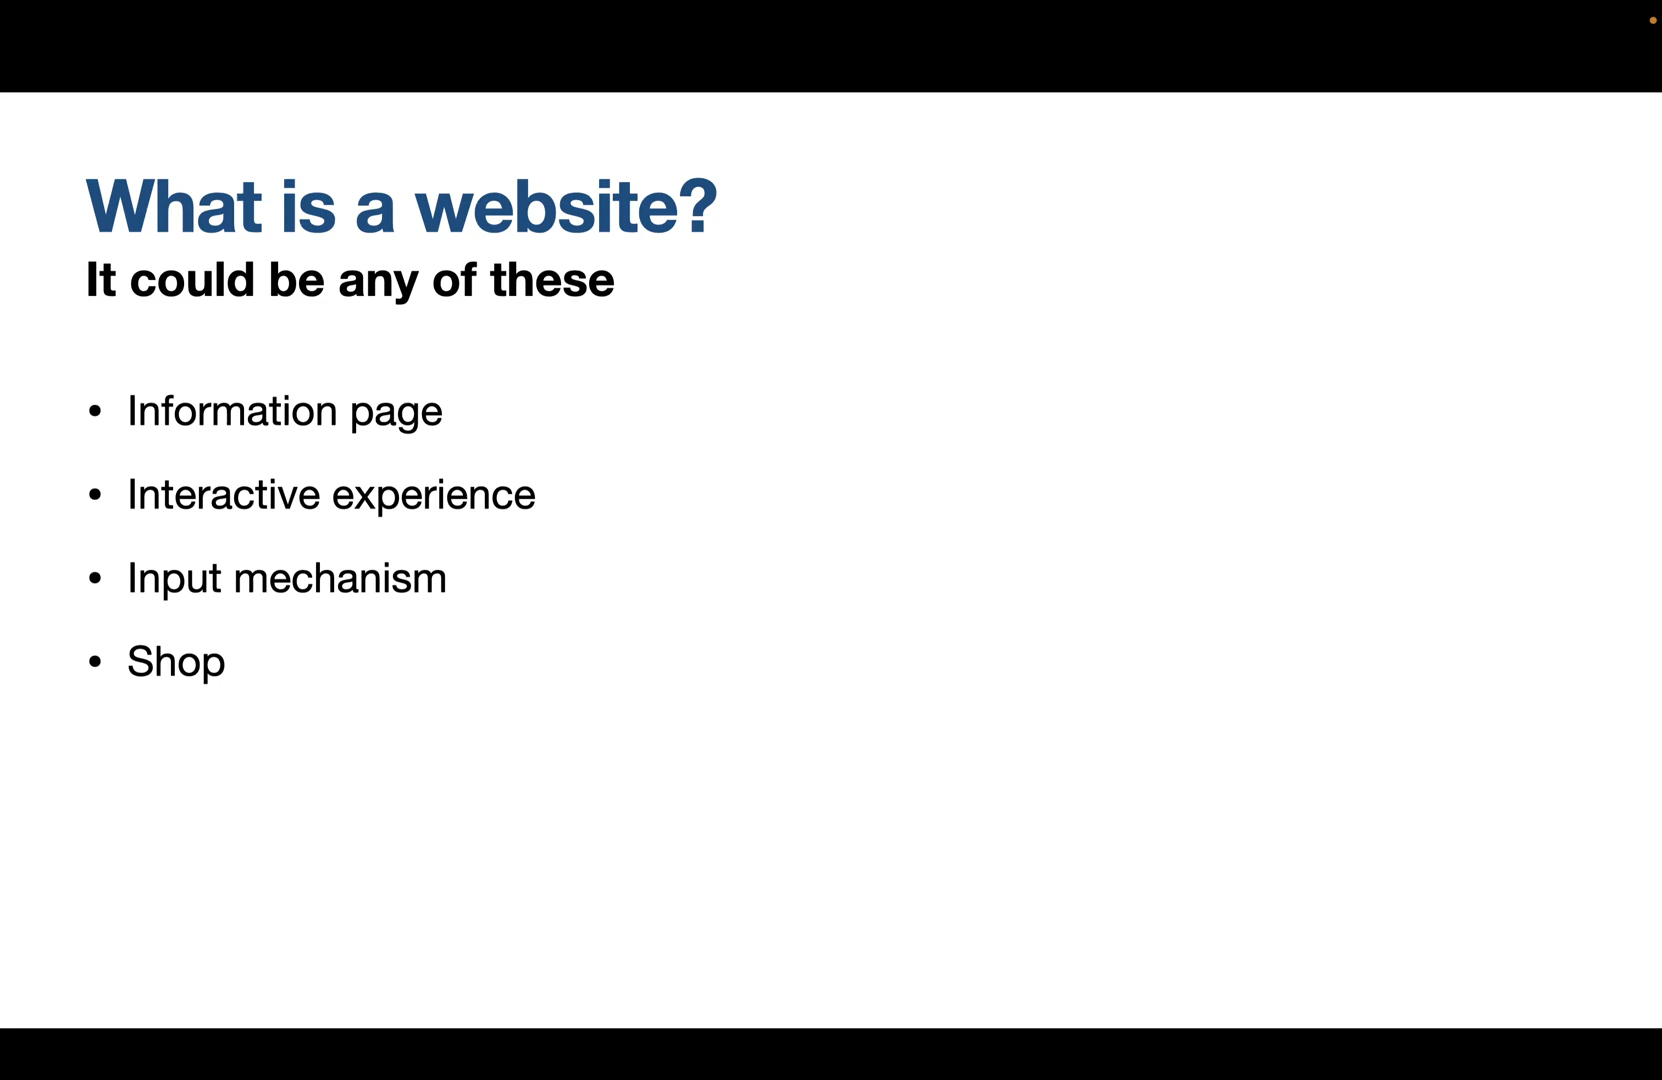 What is a website?
It could be any of these
• Information page
• Interactive experience
• Input mechanism
• Shop